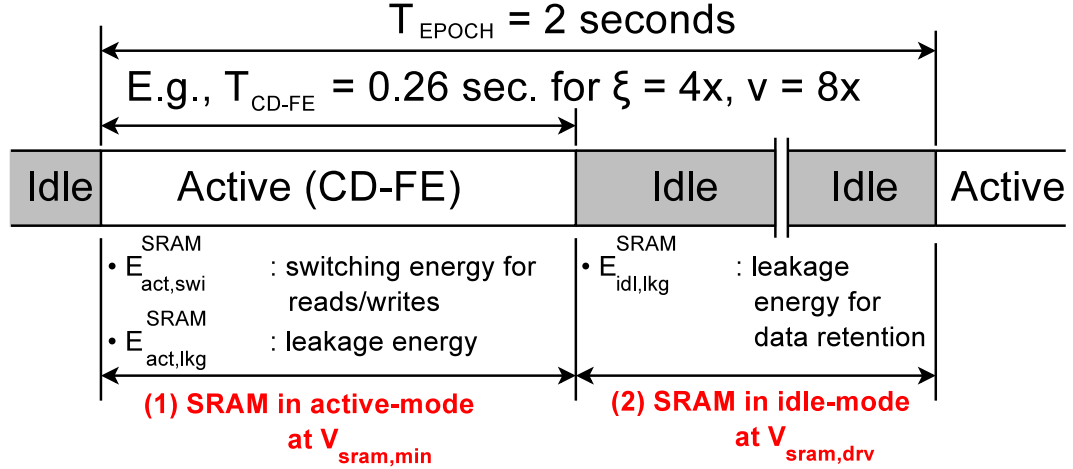 T EPOCH = 2 seconds
E.g., T CD-FE = 0.26 sec. for ξ = 4x, ν = 8x
Idle
Active (CD-FE)
Idle
Idle
Active
• E SRAM act,swi : switching energy for
reads/writes
• E SRAM act,lkg : leakage energy
• E SRAM idl,lkg : leakage
energy for
data retention
(1) SRAM in active-mode
at V sram,min
(2) SRAM in idle-mode
at V sram,drv